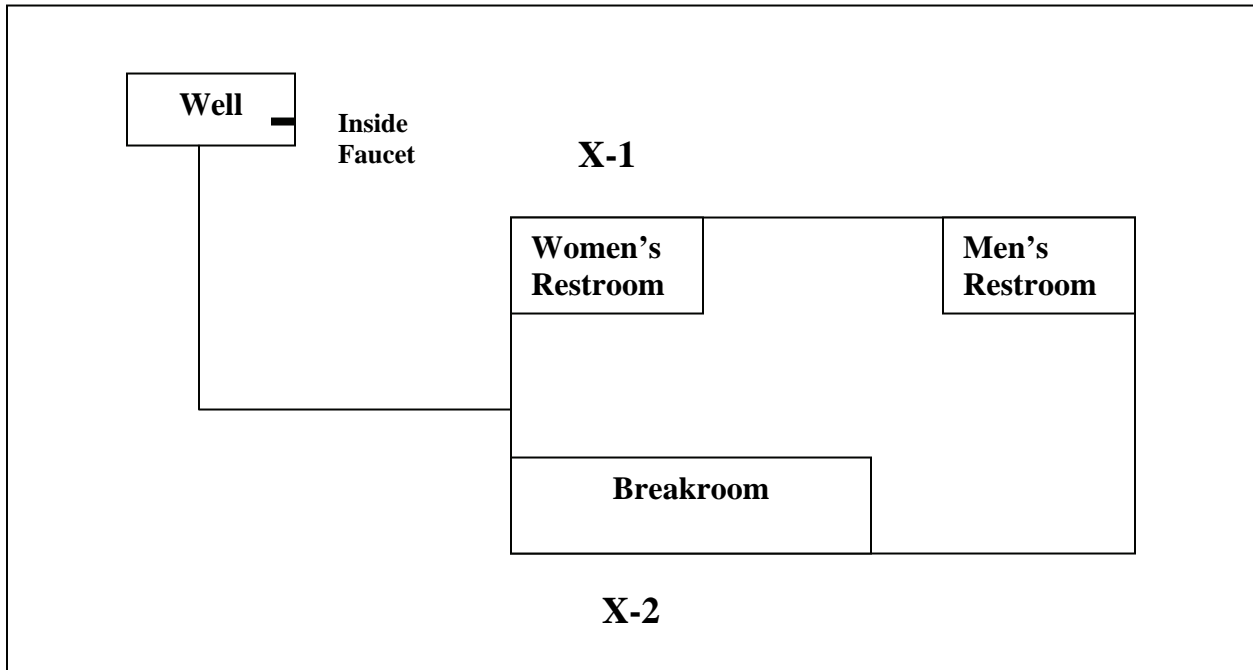 Well
Inside
Faucet
X-1
Women’s
Restroom
Men’s
Restroom
Breakroom
X-2